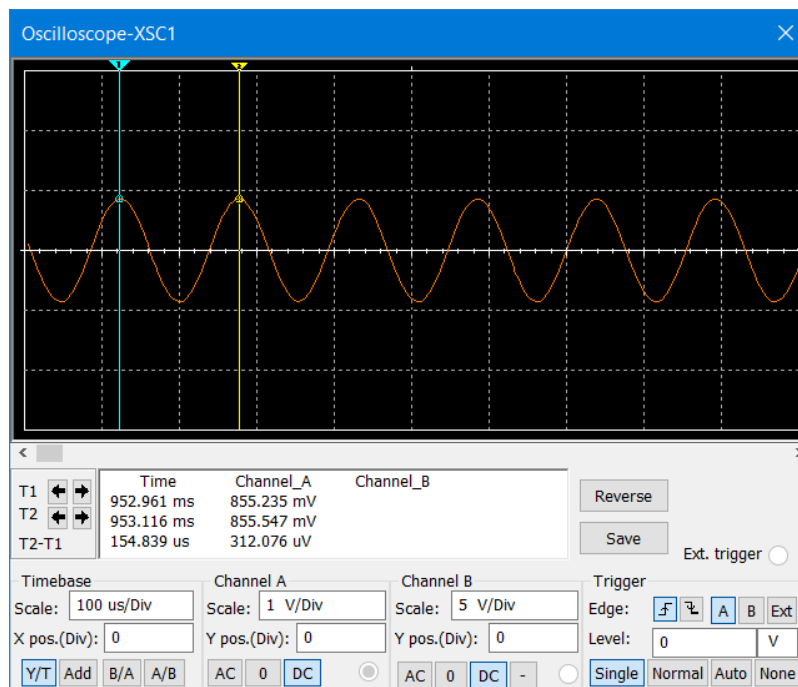 Oscilloscope-XSC1
1 2
Time Channel_A Channel_B
T1 952.961 ms 855.235 mV
T2 953.116 ms 855.547 mV
T2-T1 154.839 us 312.076 uV
Reverse
Save
Ext. trigger
Timebase
Scale: 100 us/Div
X pos.(Div): 0
Y/T Add B/A A/B
Channel A
Scale: 1 V/Div
Y pos.(Div): 0
AC 0 DC
Channel B
Scale: 5 V/Div
Y pos.(Div): 0
AC 0 DC -
Trigger
Edge: A B Ext
Level: 0 V
Single Normal Auto None